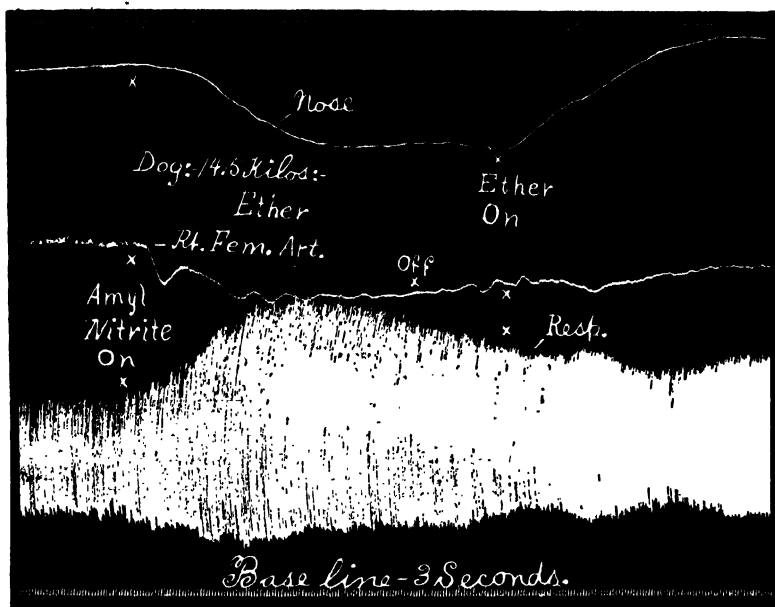 Nose
Dog:-14.5 Kilos:-
Ether
Ether
On
Rt. Fem. Art.
Off
Amyl
Nitrite
On
Resp.
Base line - 3 Seconds.